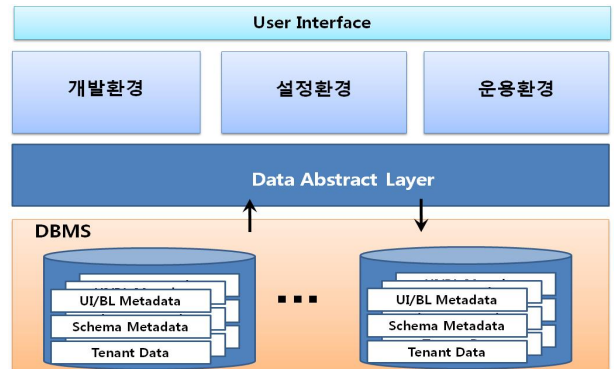 User Interface
개발환경
설정환경
운용환경
Data Abstract Layer
DBMS
UI/BL Metadata
Schema Metadata
Tenant Data
...
UI/BL Metadata
Schema Metadata
Tenant Data